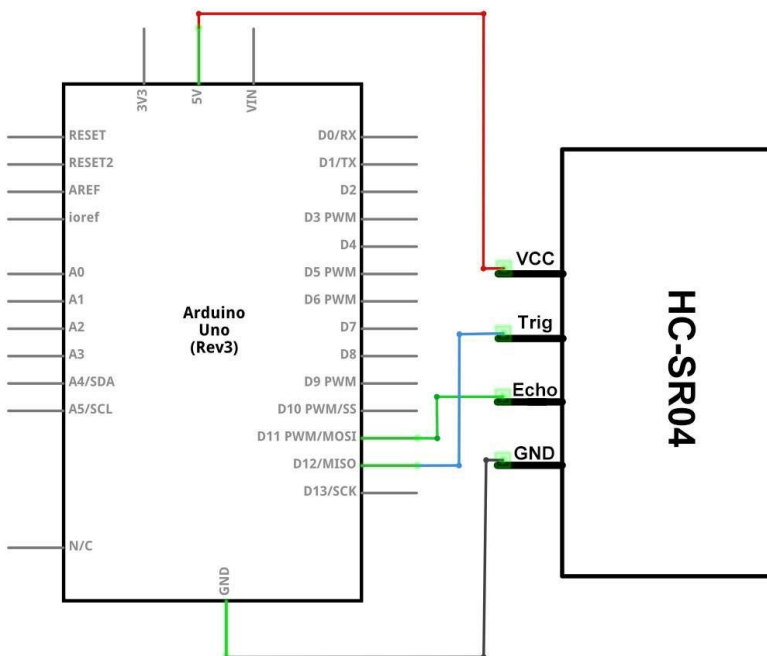 3V3
5V
VIN
RESET
RESET2
AREF
ioref
A0
A1
A2
A3
A4/SDA
A5/SCL
N/C
Arduino
Uno
(Rev3)
D0/RX
D1/TX
D2
D3 PWM
D4
D5 PWM
D6 PWM
D7
D8
D9 PWM
D10 PWM/SS
D11 PWM/MOSI
D12/MISO
D13/SCK
GND
VCC
Trig
Echo
GND
HC-SR04